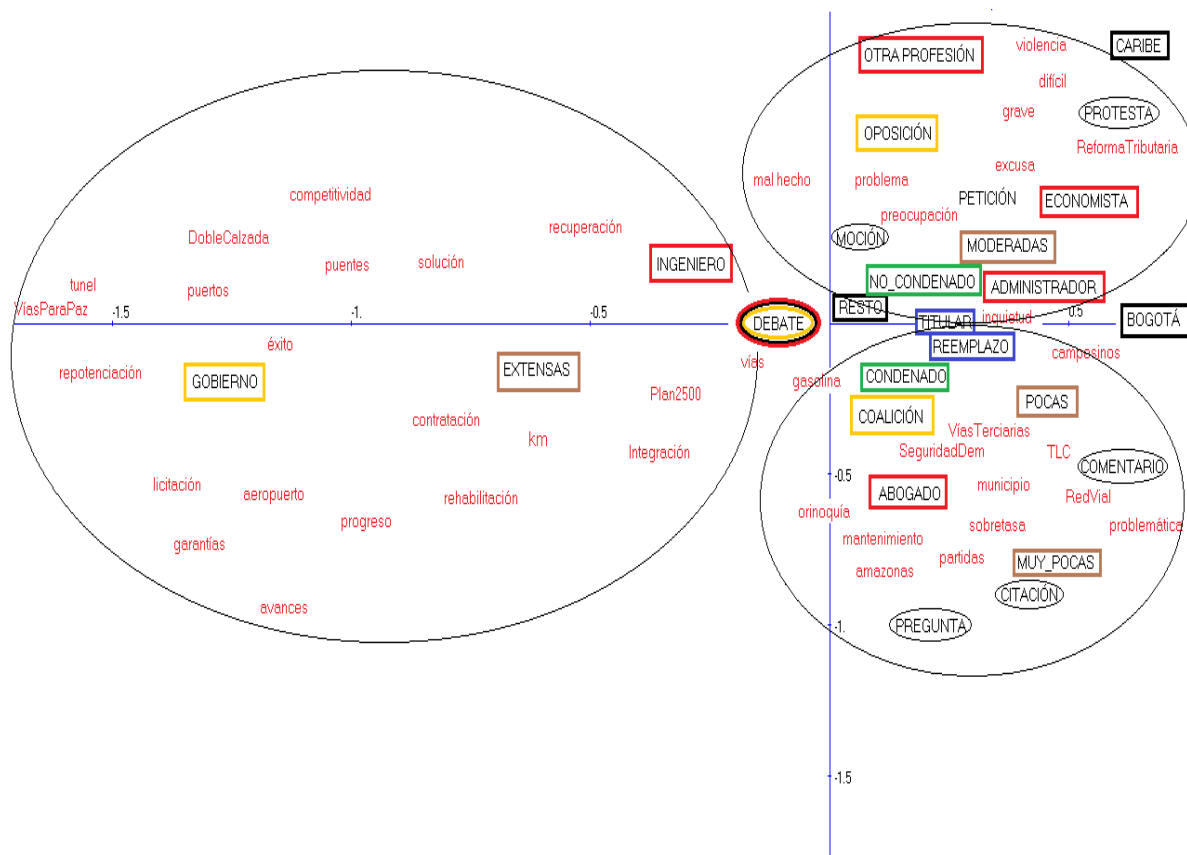 OTRA PROFESIÓN
violencia
CARIBE
difícil
grave
PROTESTA
OPOSICIÓN
ReformaTributaria
excusa
mal hecho
problema
PETICIÓN
ECONOMISTA
competitividad
preocupación
recuperación
DobleCalzada
MOCIÓN
MODERADAS
puentes
solución
INGENIERO
tunel
puertos
NO_CONDENADO
ADMINISTRADOR
ViasParaPaz
-1.5
-1.
-0.5
DEBATE
RESTO
TITULAR
inquietud
0.5
BOGOTÁ
éxito
REEMPLAZO
campesinos
repotenciación
GOBIERNO
EXTENSAS
vías
gasolina
CONDENADO
Plan2500
POCAS
contratación
COALICIÓN
km
VíasTerciarias
Integración
SeguridadDem
TLC
COMENTARIO
-0.5
licitación
aeropuerto
rehabilitación
ABOGADO
municipio
RedVial
progreso
orinoquía
sobretasa
problemática
garantías
mantenimiento
partidas
amazonas
MUY_POCAS
avances
CITACIÓN
PREGUNTA
-1.
-1.5